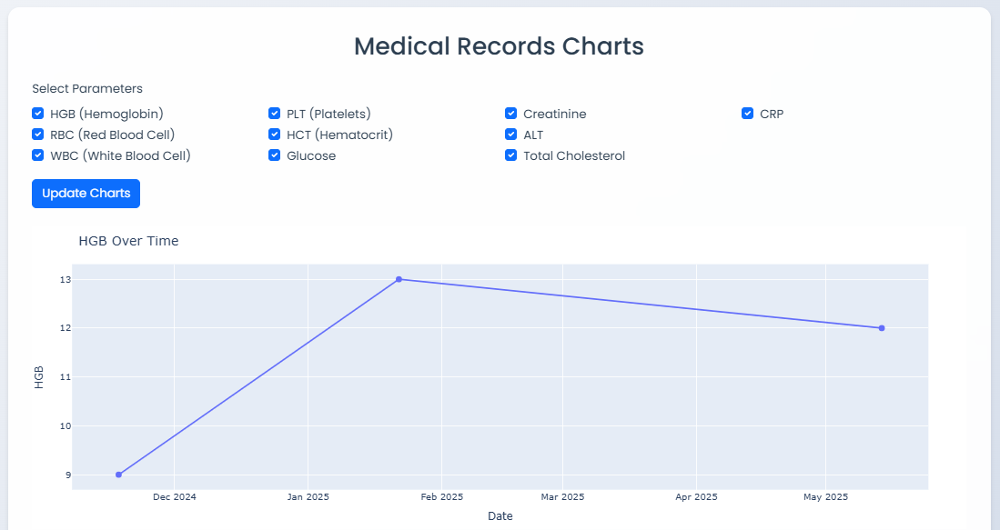 Medical Records Charts
Select Parameters
HGB (Hemoglobin)
PLT (Platelets)
Creatinine
CRP
RBC (Red Blood Cell)
HCT (Hematocrit)
ALT
WBC (White Blood Cell)
Glucose
Total Cholesterol
Update Charts
HGB Over Time
13
12
11
10
9
HGB
Dec 2024
Jan 2025
Feb 2025
Mar 2025
Apr 2025
May 2025
Date